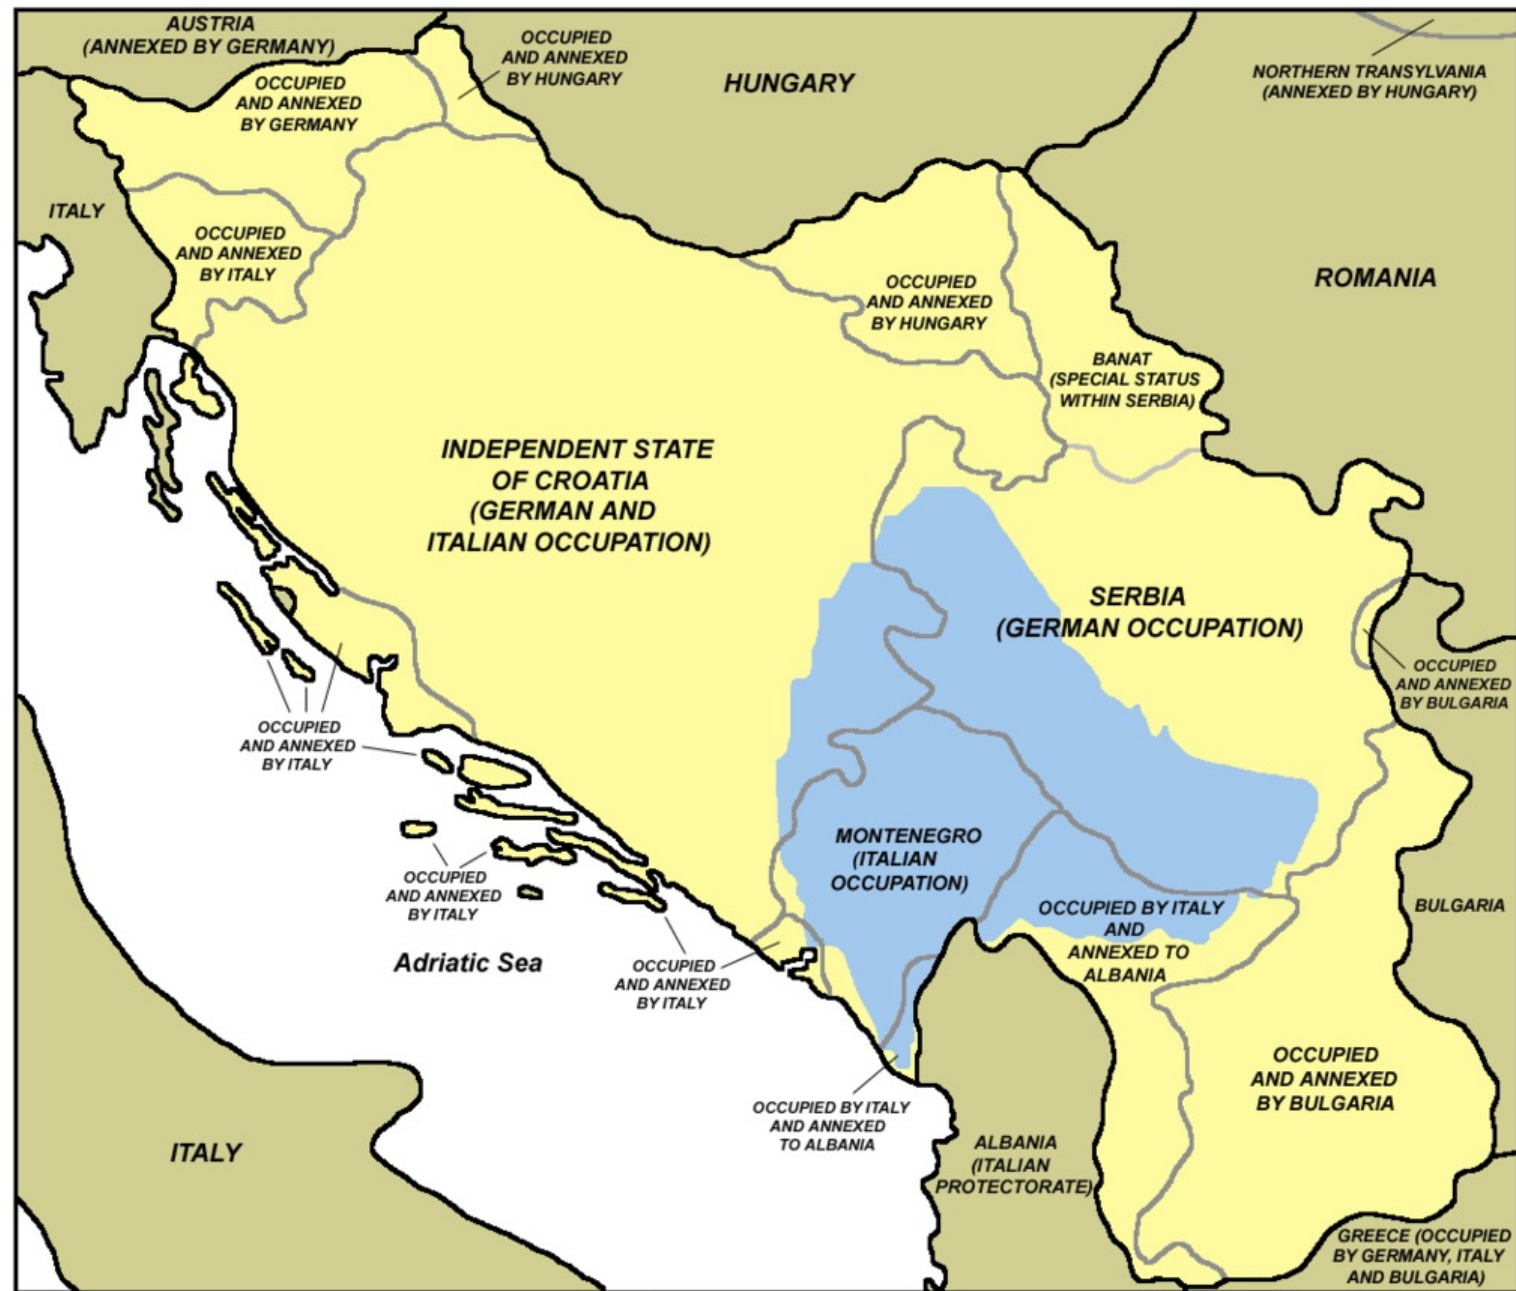 AUSTRIA
(ANNEXED BY GERMANY)
OCCUPIED
AND ANNEXED
BY HUNGARY
HUNGARY
NORTHERN TRANSYLVANIA
(ANNEXED BY HUNGARY)
OCCUPIED
AND ANNEXED
BY GERMANY
ITALY
OCCUPIED
AND ANNEXED
BY ITALY
OCCUPIED
AND ANNEXED
BY HUNGARY
ROMANIA
BANAT
(SPECIAL STATUS
WITHIN SERBIA)
INDEPENDENT STATE
OF CROATIA
(GERMAN AND
ITALIAN OCCUPATION)
SERBIA
(GERMAN OCCUPATION)
OCCUPIED
AND ANNEXED
BY BULGARIA
OCCUPIED
AND ANNEXED
BY ITALY
MONTENEGRO
(ITALIAN
OCCUPATION)
OCCUPIED
AND ANNEXED
BY ITALY
OCCUPIED BY ITALY
AND
ANNEXED TO
ALBANIA
BULGARIA
Adriatic Sea
OCCUPIED
AND ANNEXED
BY ITALY
OCCUPIED
AND ANNEXED
BY BULGARIA
OCCUPIED BY ITALY
AND ANNEXED
TO ALBANIA
ITALY
ALBANIA
(ITALIAN
PROTECTORATE)
GREECE (OCCUPIED
BY GERMANY, ITALY
AND BULGARIA)